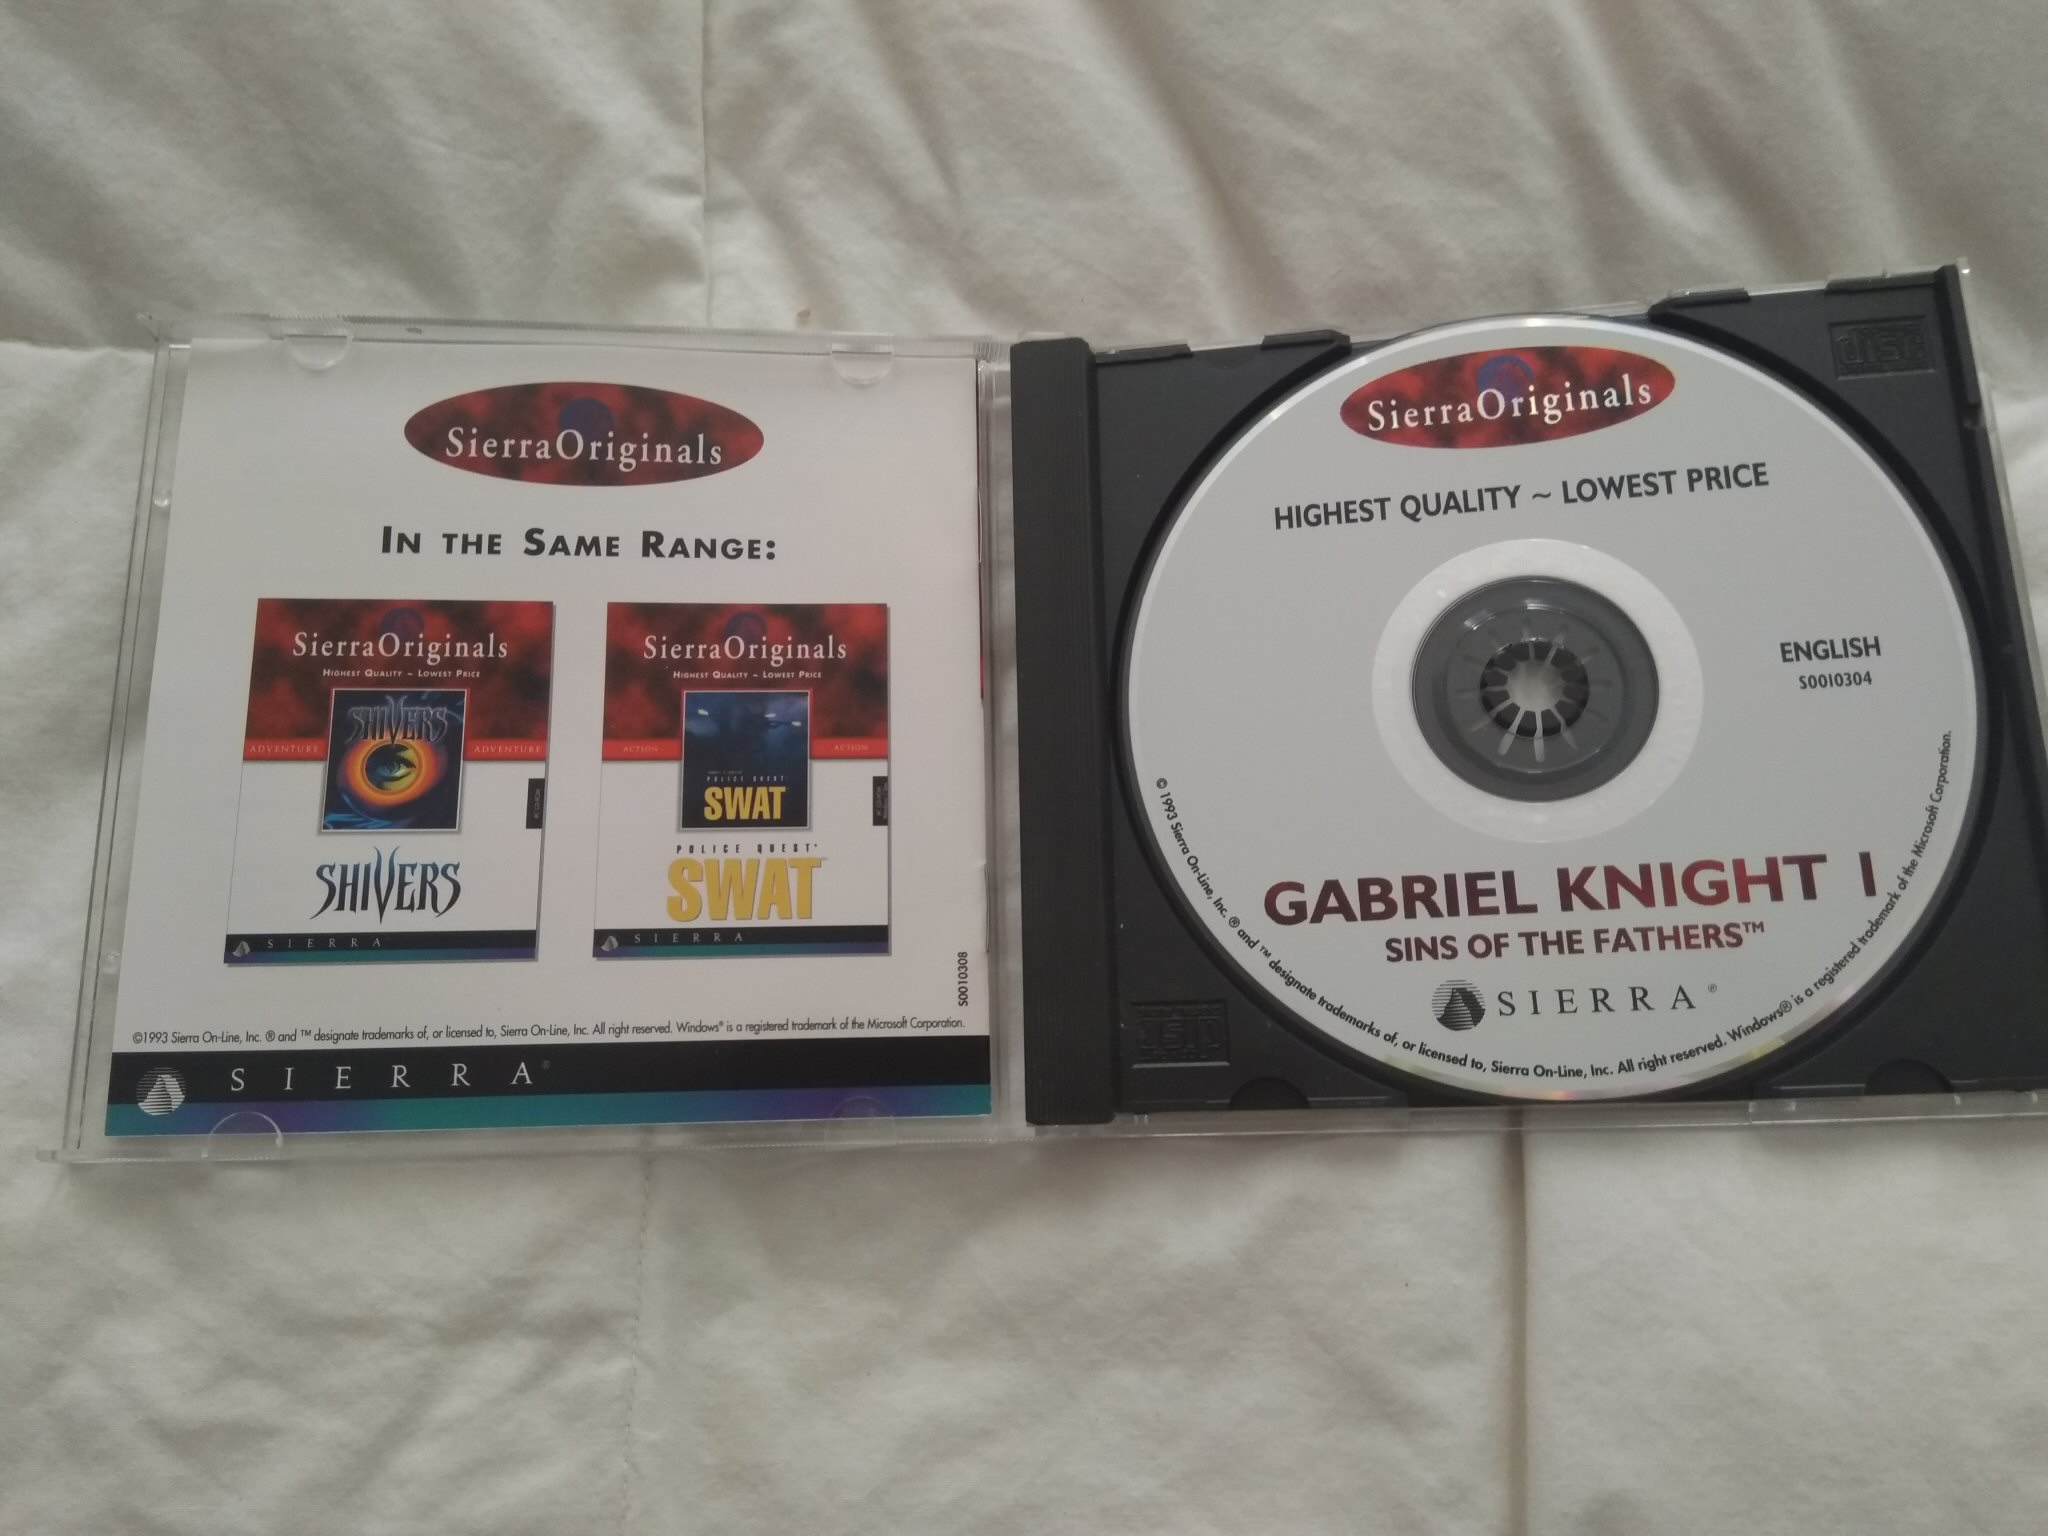 SierraOriginals
IN THE SAME RANGE:
SierraOriginals
HIGHEST QUALITY ~ LOWEST PRICE
SHIVERS
ADVENTURE
ADVENTURE
PC CD-ROM
SHIVERS
SIERRA
SierraOriginals
HIGHEST QUALITY ~ LOWEST PRICE
ACTION
ACTION
POLICE QUEST
SWAT
POLICE QUEST
SWAT
SIERRA
S0010308
©1993 Sierra On-Line, Inc. ® and ™ designate trademarks of, or licensed to, Sierra On-Line, Inc. All right reserved. Windows® is a registered trademark of the Microsoft Corporation.
SIERRA®
SierraOriginals
HIGHEST QUALITY ~ LOWEST PRICE
ENGLISH
S0010304
GABRIEL KNIGHT I
SINS OF THE FATHERS™
SIERRA®
© 1993 Sierra On-Line, Inc. ® and ™ designate trademarks of, or licensed to, Sierra On-Line, Inc. All right reserved. Windows® is a registered trademark of the Microsoft Corporation.
disc
disc